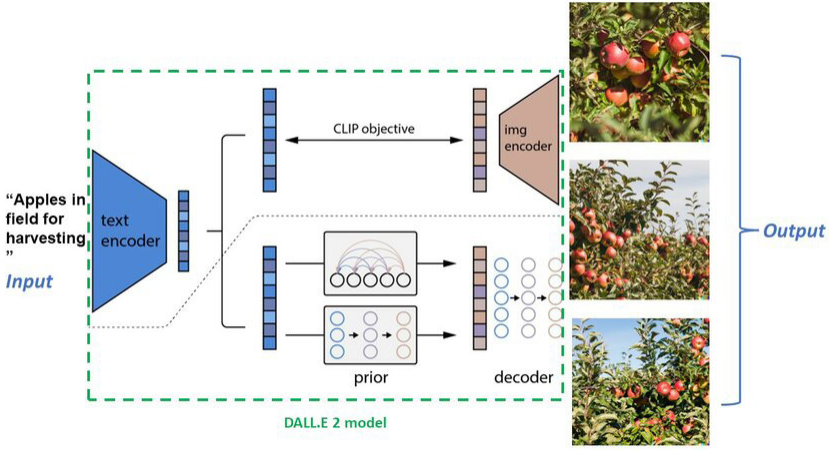 “Apples in
field for
harvesting
”
Input
text
encoder
CLIP objective
img
encoder
prior
decoder
DALL.E 2 model
Output